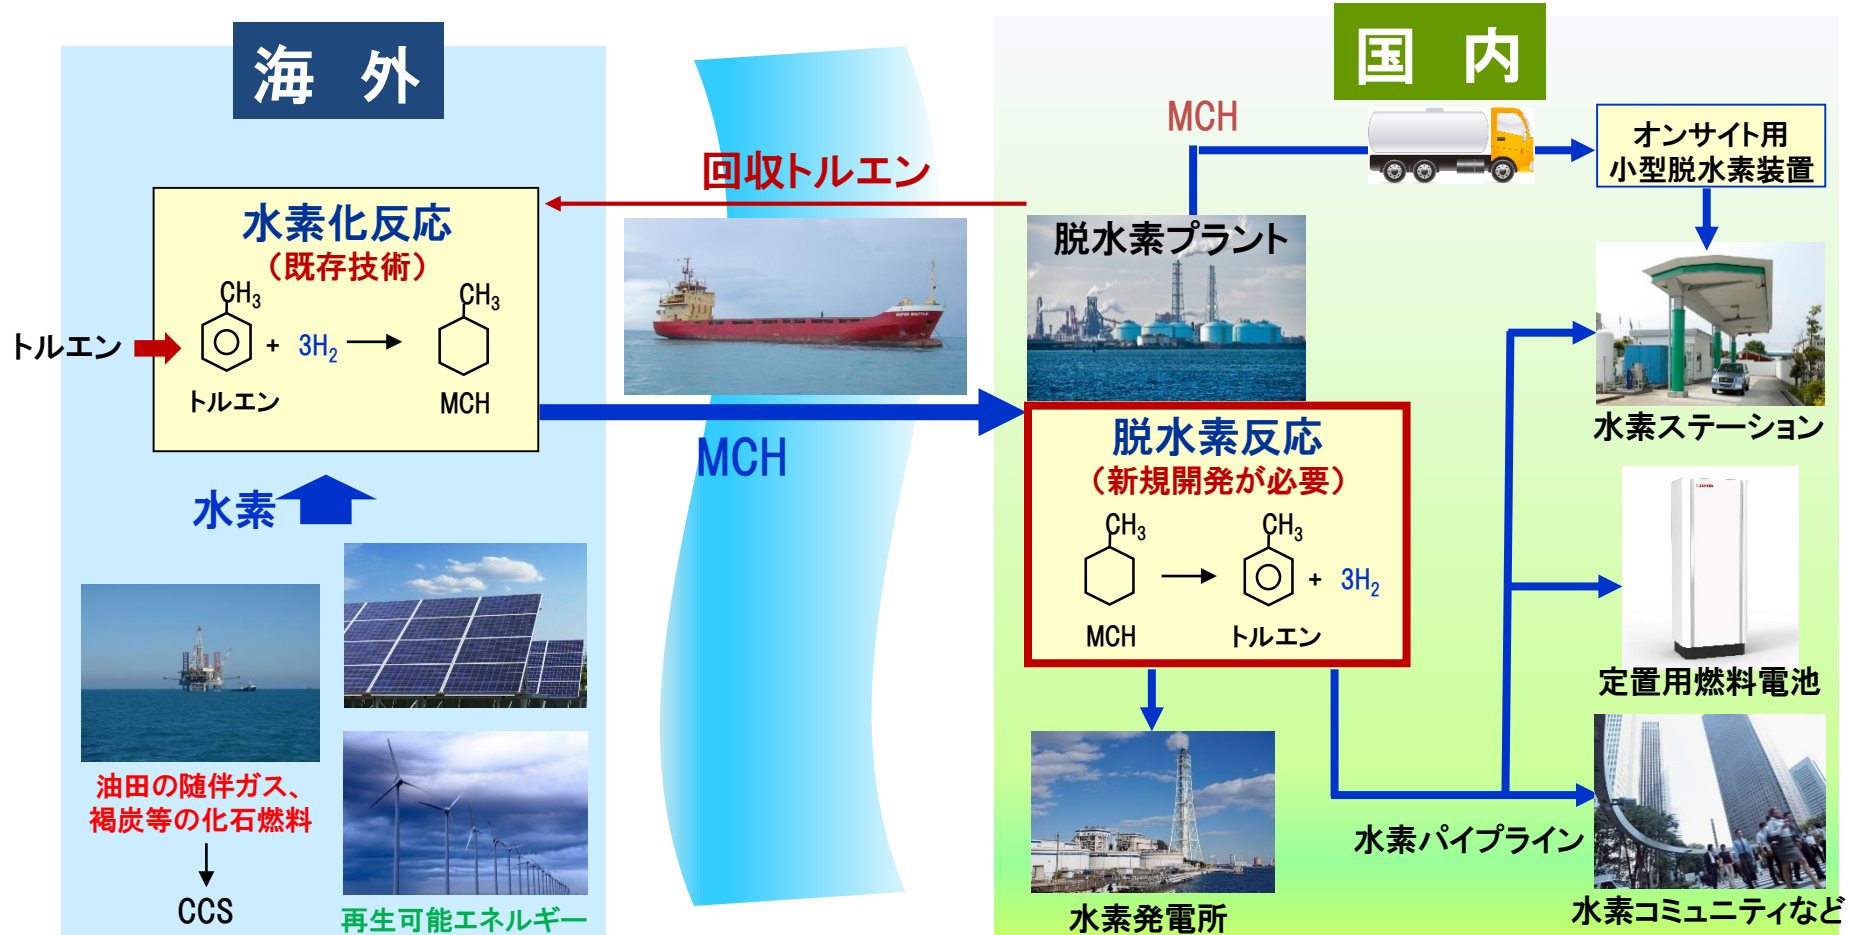 海 外
国 内
MCH
オンサイト用
小型脱水素装置
回収トルエン
水素化反応
（既存技術）
CH3
CH3
トルエン
+ 3H2
トルエン
MCH
脱水素プラント
MCH
水素ステーション
脱水素反応
（新規開発が必要）
CH3
CH3
+ 3H2
MCH
トルエン
水素
油田の随伴ガス、
褐炭等の化石燃料
CCS
再生可能エネルギー
定置用燃料電池
水素パイプライン
水素発電所
水素コミュニティなど